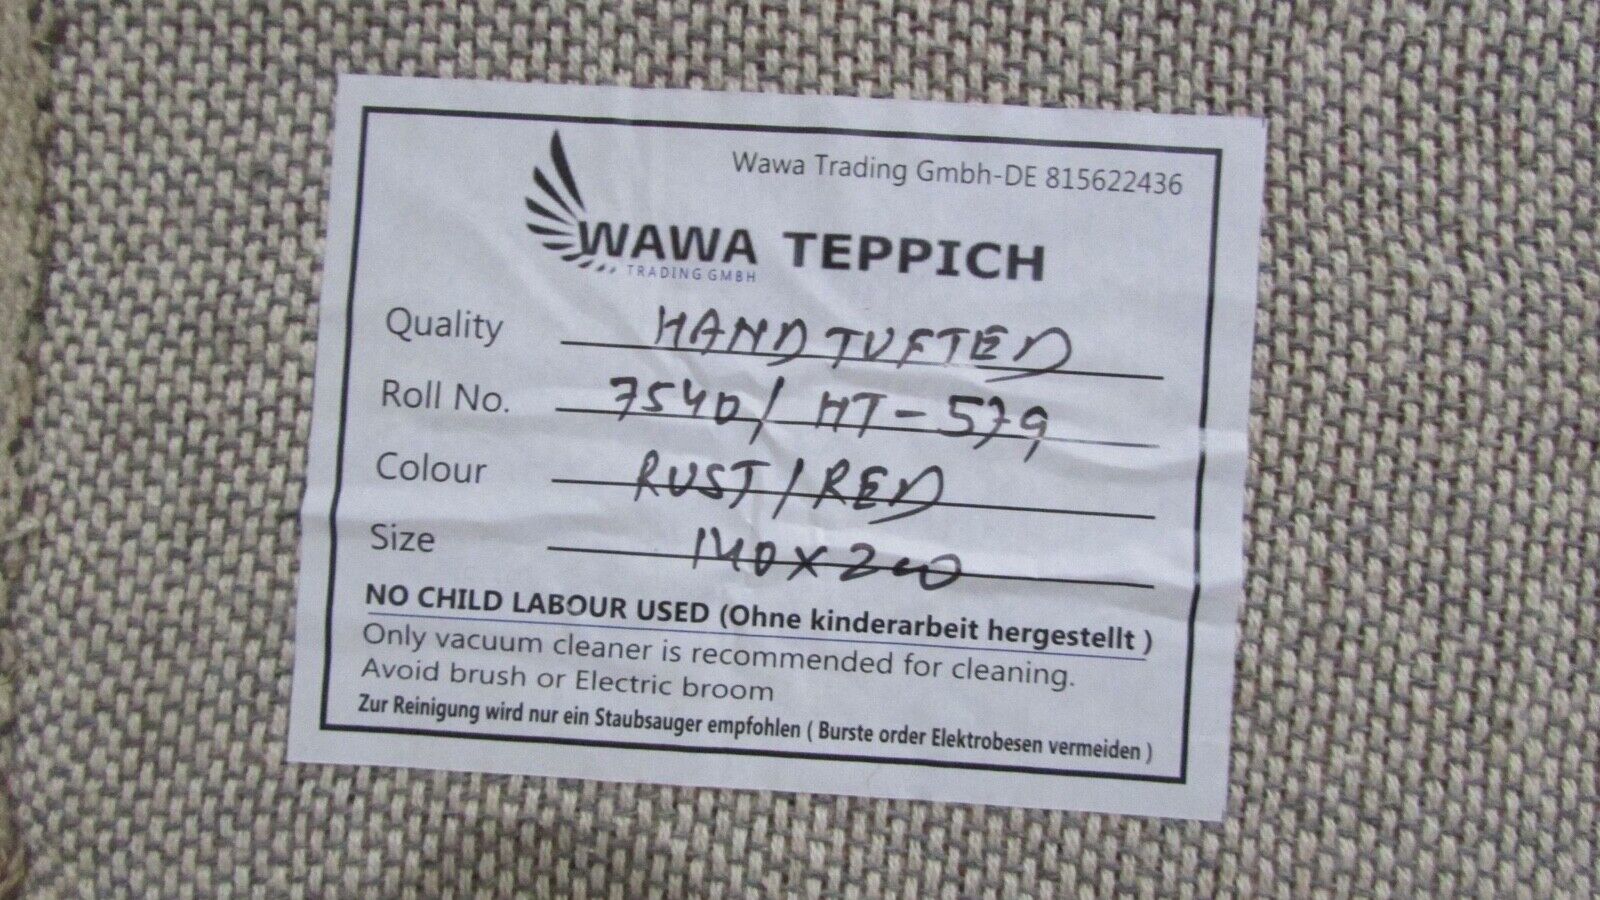 Wawa Trading Gmbh-DE 815622436
WAWA TEPPICH
TRADING GMBH
Quality HAND TUFTED
Roll No. 7540/ HT-579
Colour RUST/RED
Size 140X200
NO CHILD LABOUR USED (Ohne kinderarbeit hergestellt )
Only vacuum cleaner is recommended for cleaning.
Avoid brush or Electric broom
Zur Reinigung wird nur ein Staubsauger empfohlen ( Burste order Elektrobesen vermeiden )